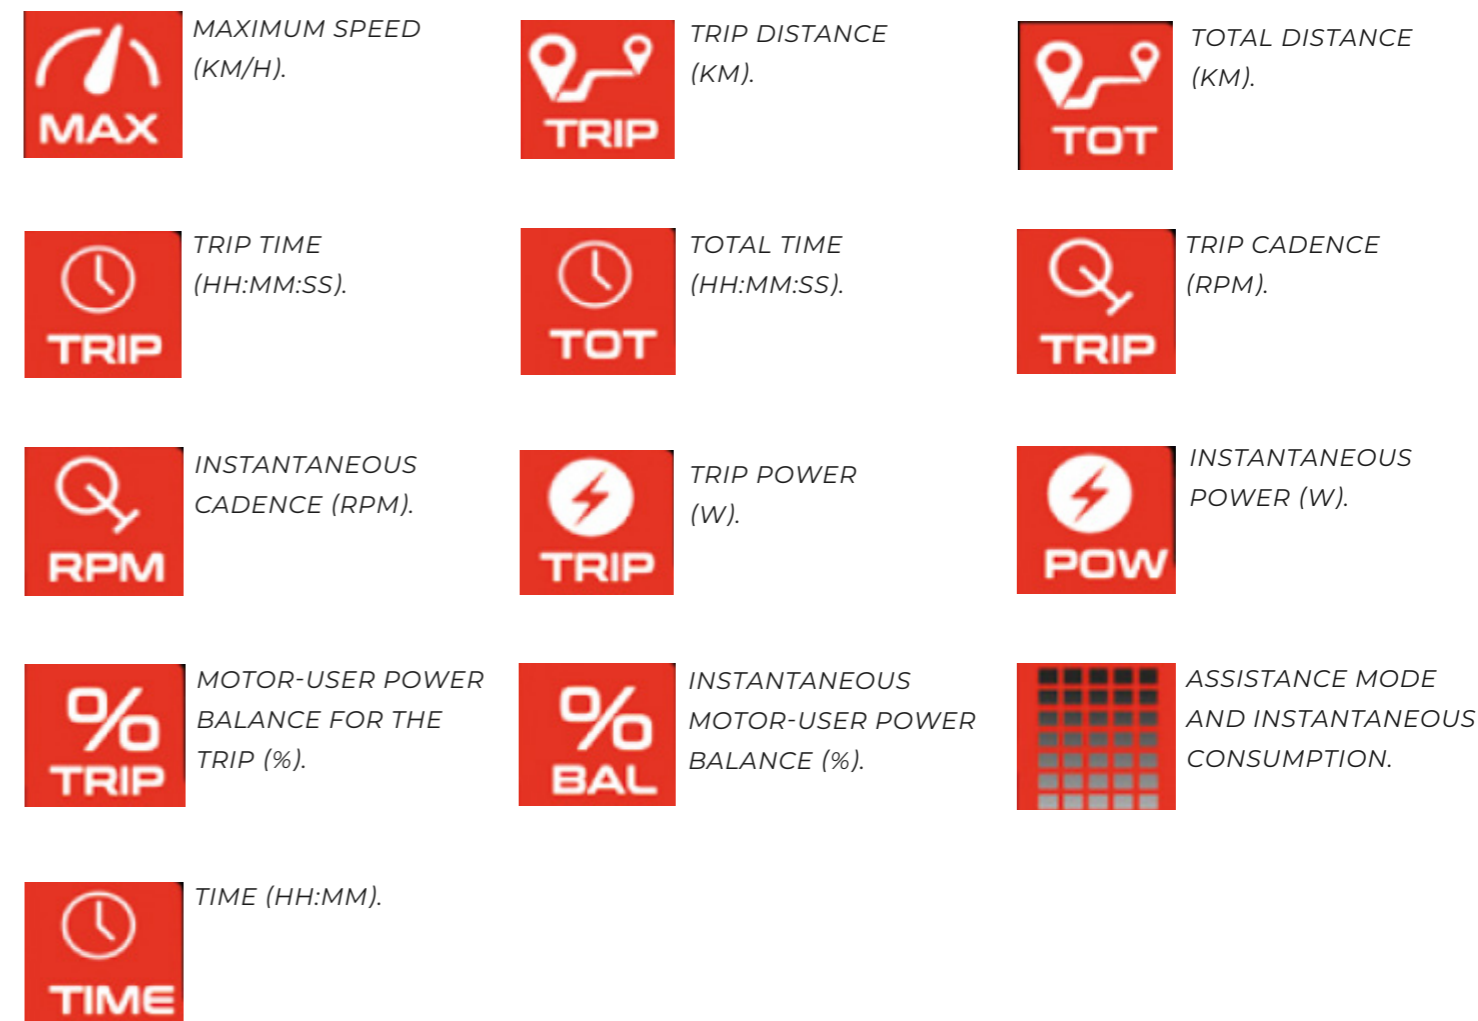 MAX
MAXIMUM SPEED
(KM/H).
TRIP
TRIP DISTANCE
(KM).
TOT
TOTAL DISTANCE
(KM).
TRIP
TRIP TIME
(HH:MM:SS).
TOT
TOTAL TIME
(HH:MM:SS).
TRIP
TRIP CADENCE
(RPM).
RPM
INSTANTANEOUS
CADENCE (RPM).
TRIP
TRIP POWER
(W).
POW
INSTANTANEOUS
POWER (W).
%
TRIP
MOTOR-USER POWER
BALANCE FOR THE
TRIP (%).
%
BAL
INSTANTANEOUS
MOTOR-USER POWER
BALANCE (%).
ASSISTANCE MODE
AND INSTANTANEOUS
CONSUMPTION.
TIME
TIME (HH:MM).